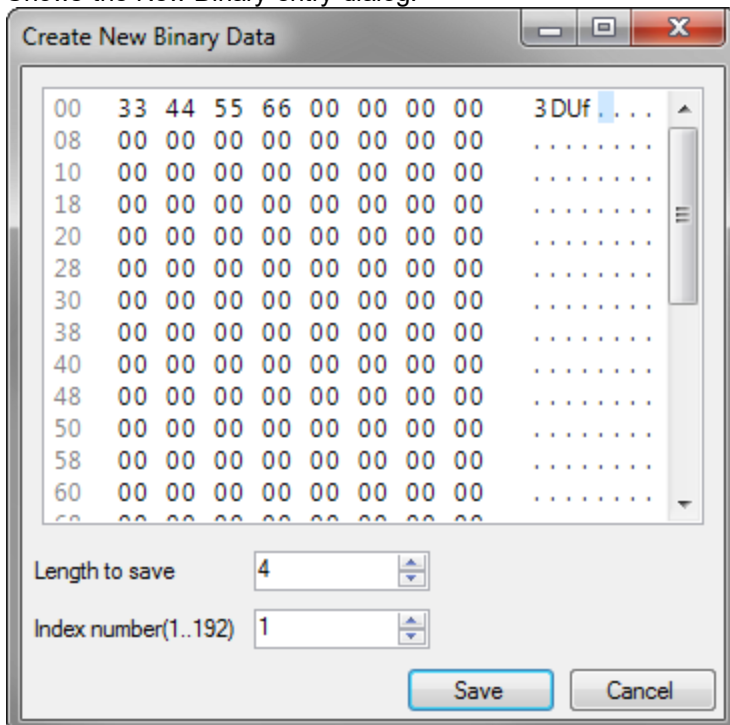 Shows the New Binary entry dialog.
Create New Binary Data
00 33 44 55 66 00 00 00 00 3DUf....
08 00 00 00 00 00 00 00 00 ........
10 00 00 00 00 00 00 00 00 ........
18 00 00 00 00 00 00 00 00 ........
20 00 00 00 00 00 00 00 00 ........
28 00 00 00 00 00 00 00 00 ........
30 00 00 00 00 00 00 00 00 ........
38 00 00 00 00 00 00 00 00 ........
40 00 00 00 00 00 00 00 00 ........
48 00 00 00 00 00 00 00 00 ........
50 00 00 00 00 00 00 00 00 ........
58 00 00 00 00 00 00 00 00 ........
60 00 00 00 00 00 00 00 00 ........
Length to save 4
Index number(1..192) 1
Save Cancel